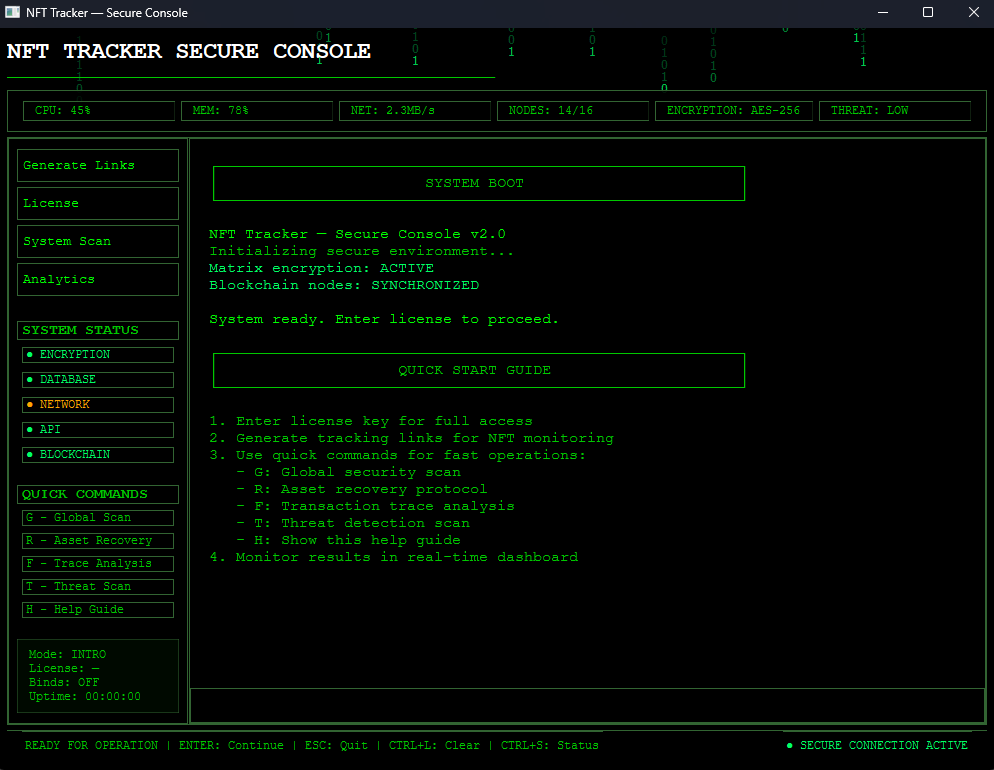 NFT Tracker — Secure Console
NFT TRACKER SECURE CONSOLE
CPU: 45%
MEM: 78%
NET: 2.3MB/s
NODES: 14/16
ENCRYPTION: AES-256
THREAT: LOW
Generate Links
License
System Scan
Analytics
SYSTEM STATUS
● ENCRYPTION
● DATABASE
● NETWORK
● API
● BLOCKCHAIN
QUICK COMMANDS
G - Global Scan
R - Asset Recovery
F - Trace Analysis
T - Threat Scan
H - Help Guide
Mode: INTRO
License: —
Binds: OFF
Uptime: 00:00:00
SYSTEM BOOT
NFT Tracker — Secure Console v2.0
Initializing secure environment...
Matrix encryption: ACTIVE
Blockchain nodes: SYNCHRONIZED
System ready. Enter license to proceed.
QUICK START GUIDE
1. Enter license key for full access
2. Generate tracking links for NFT monitoring
3. Use quick commands for fast operations:
- G: Global security scan
- R: Asset recovery protocol
- F: Transaction trace analysis
- T: Threat detection scan
- H: Show this help guide
4. Monitor results in real-time dashboard
READY FOR OPERATION | ENTER: Continue | ESC: Quit | CTRL+L: Clear | CTRL+S: Status
● SECURE CONNECTION ACTIVE